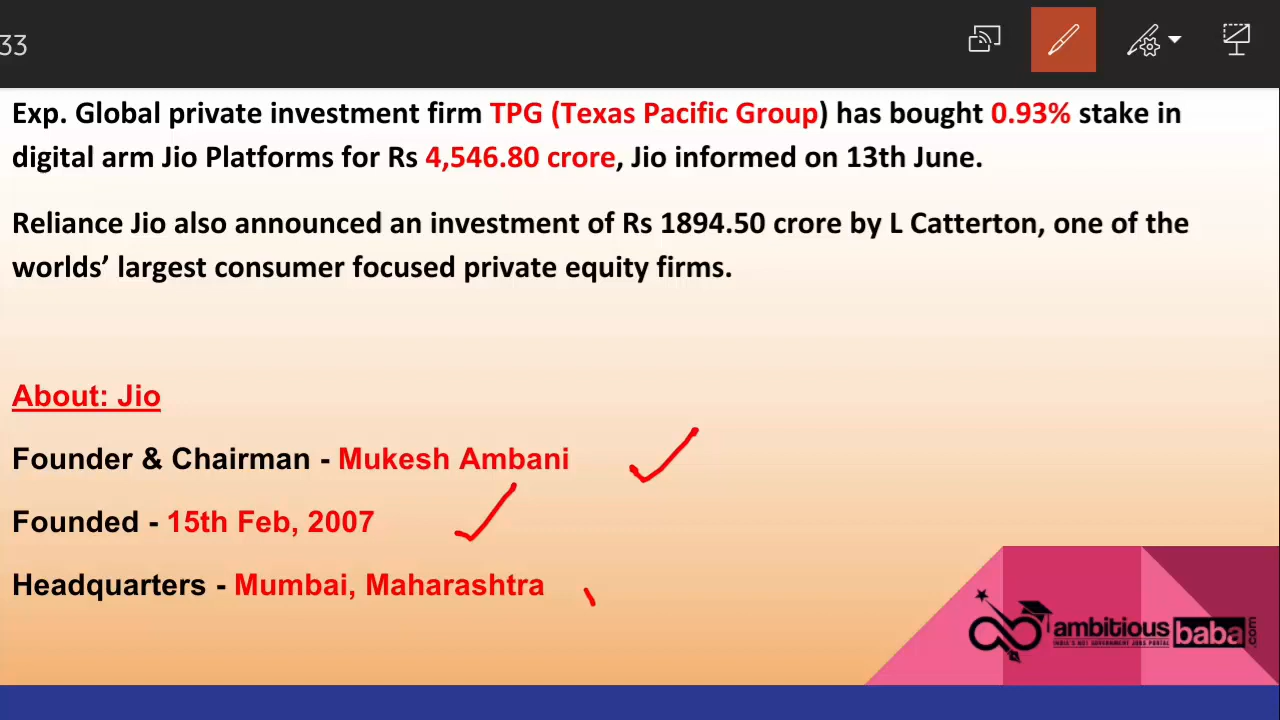 33
Exp. Global private investment firm TPG (Texas Pacific Group) has bought 0.93% stake in
digital arm Jio Platforms for Rs 4,546.80 crore, Jio informed on 13th June.
Reliance Jio also announced an investment of Rs 1894.50 crore by L Catterton, one of the
worlds’ largest consumer focused private equity firms.
About: Jio
Founder & Chairman - Mukesh Ambani
Founded - 15th Feb, 2007
Headquarters - Mumbai, Maharashtra
ambitiousbaba.com
INDIA'S NO1 GOVERNMENT JOBS PORTAL